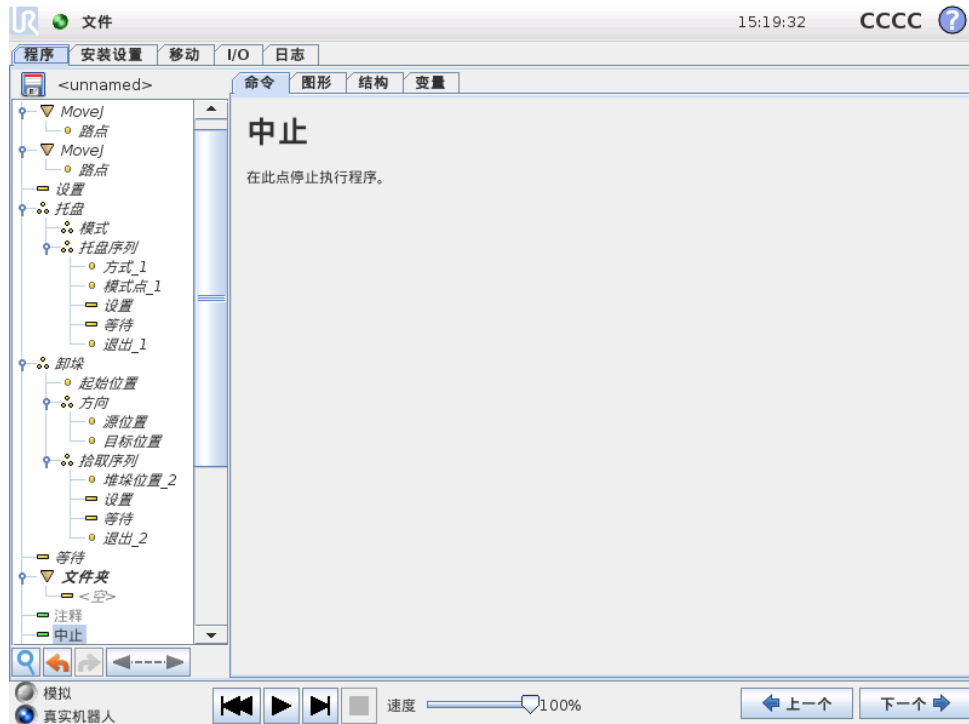 UR 文件 15:19:32 CCCC ?
程序 安装设置 移动 I/O 日志
<unnamed>
命令 图形 结构 变量
MoveJ
路点
MoveJ
路点
设置
托盘
模式
托盘序列
方式_1
模式点_1
设置
等待
退出_1
卸垛
起始位置
方向
源位置
目标位置
拾取序列
堆垛位置_2
设置
等待
退出_2
等待
文件夹
<空>
注释
中止
中止
在此点停止执行程序。
模拟
真实机器人
速度 100%
上一个 下一个